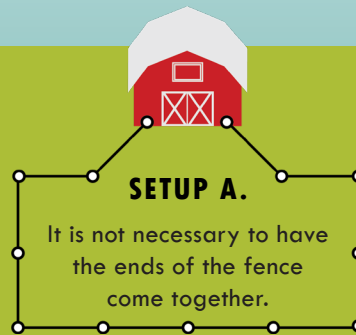 SETUP A.
It is not necessary to have
the ends of the fence
come together.